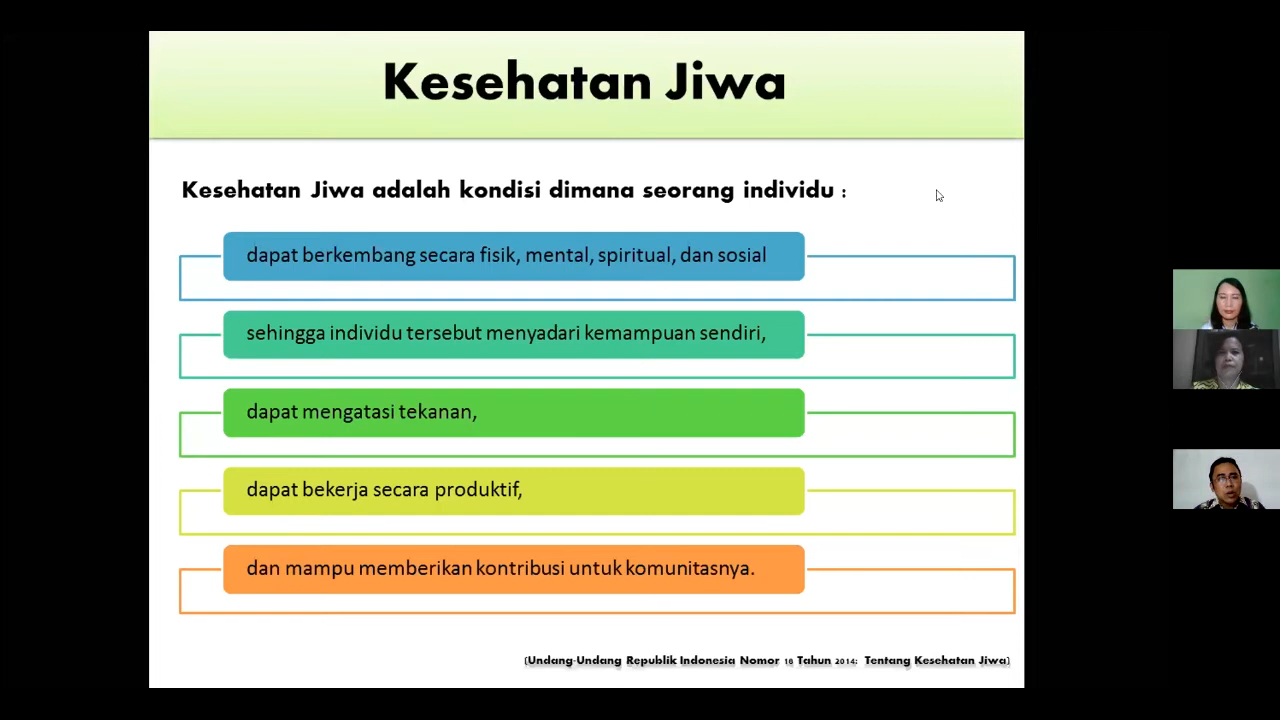 Kesehatan Jiwa
Kesehatan Jiwa adalah kondisi dimana seorang individu :
dapat berkembang secara fisik, mental, spiritual, dan sosial
sehingga individu tersebut menyadari kemampuan sendiri,
dapat mengatasi tekanan,
dapat bekerja secara produktif,
dan mampu memberikan kontribusi untuk komunitasnya.
(Undang-Undang Republik Indonesia Nomor 18 Tahun 2014: Tentang Kesehatan Jiwa)